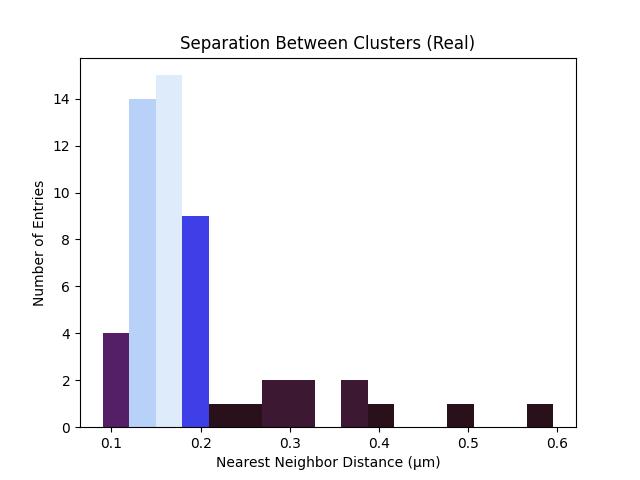 Separation Between Clusters (Real)
14
12
10
8
6
4
2
0
Number of Entries
0.1 0.2 0.3 0.4 0.5 0.6
Nearest Neighbor Distance (μm)